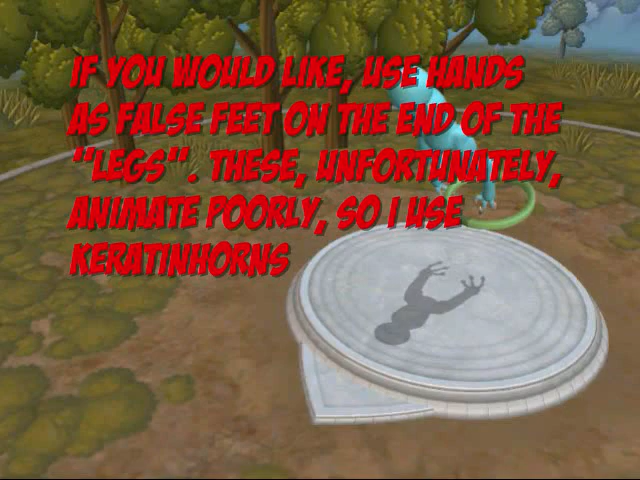 IF YOU WOULD LIKE, USE HANDS
AS FALSE FEET ON THE END OF THE
"LEGS". THESE, UNFORTUNATELY,
ANIMATE POORLY, SO I USE
KERATINHORNS